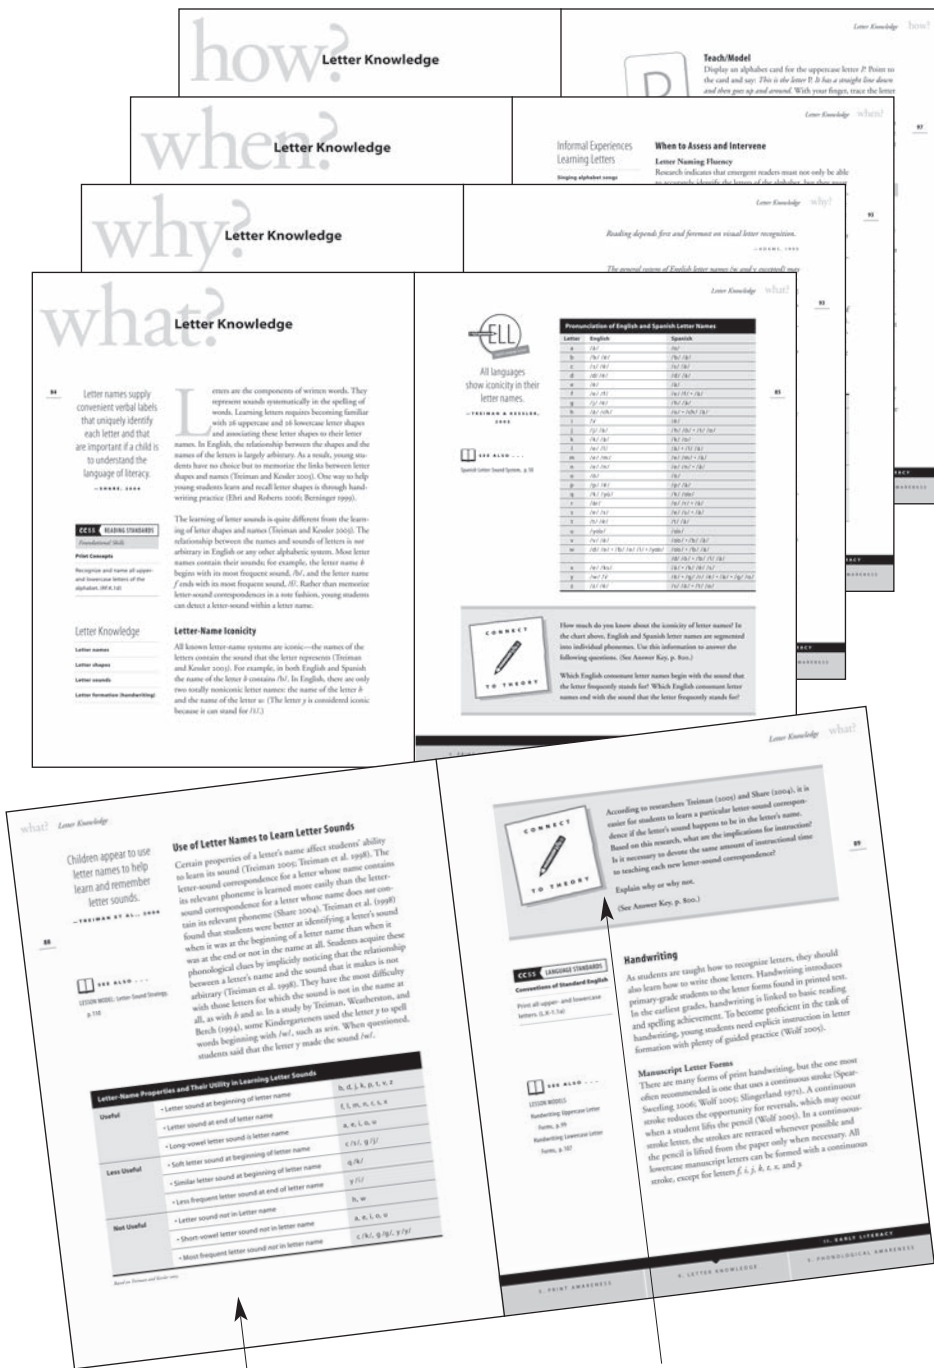 how?
Letter Knowledge
Letter Knowledge how?
Teach/Model
Display an alphabet card for the uppercase letter P. Point to
the card and say: This is the letter P. It has a straight line down
and then goes up and around. With your finger, trace the letter
P
97
when?
Letter Knowledge
Letter Knowledge when?
Informal Experiences
Learning Letters
Singing alphabet songs
When to Assess and Intervene
Letter Naming Fluency
Research indicates that emergent readers must not only be able
to accurately identify the letters of the alphabet, but they must
why?
Letter Knowledge
Letter Knowledge why?
Reading depends first and foremost on visual letter recognition.
The general system of English letter names (w and y excepted) may
93
what?
Letter Knowledge
84
Letter names supply
convenient verbal labels
that uniquely identify
each letter and that
are important if a child is
to understand the
language of literacy.
—SHARE, 2004
CCSS READING STANDARDS
Foundational Skills
Print Concepts
Recognize and name all upper-
and lowercase letters of the
alphabet. (RF.K.1d)
Letter Knowledge
Letter names
Letter shapes
Letter sounds
Letter formation (handwriting)
Letters are the components of written words. They
represent sounds systematically in the spelling of
words. Learning letters requires becoming familiar
with 26 uppercase and 26 lowercase letter shapes
and associating these letter shapes to their letter
names. In English, the relationship between the shapes and the
names of the letters is largely arbitrary. As a result, young stu-
dents have no choice but to memorize the links between letter
shapes and names (Treiman and Kessler 2003). One way to help
young students learn and recall letter shapes is through hand-
writing practice (Ehri and Roberts 2006; Berninger 1999).
The learning of letter sounds is quite different from the learn-
ing of letter shapes and names (Treiman and Kessler 2003). The
relationship between the names and sounds of letters is not
arbitrary in English or any other alphabetic system. Most letter
names contain their sounds; for example, the letter name b
begins with its most frequent sound, /b/, and the letter name
f ends with its most frequent sound, /f/. Rather than memorize
letter-sound correspondences in a rote fashion, young students
can detect a letter-sound within a letter name.
Letter-Name Iconicity
All known letter-name systems are iconic—the names of the
letters contain the sound that the letter represents (Treiman
and Kessler 2003). For example, in both English and Spanish
the name of the letter b contains /b/. In English, there are only
two totally noniconic letter names: the name of the letter h
and the name of the letter w. (The letter y is considered iconic
because it can stand for /ī/.)
Letter Knowledge what?
85
ELL
All languages
show iconicity in their
letter names.
—TREIMAN & KESSLER,
2003
SEE ALSO . . .
Spanish Letter/Sound System,
Pronunciation of English and Spanish Letter Names
Letter English Spanish
CONNECT
TO THEORY
How much do you know about the iconicity of letter names? In
the chart above, English and Spanish letter names are segmented
into individual phonemes. Use this information to answer the
following questions. (See Answer Key, p. 800.)
Which English consonant letter names begin with the sound that
the letter frequently stands for? Which English consonant letter
names end with the sound that the letter frequently stands for?
what? Letter Knowledge
88
Children appear to use
letter names to help
learn and remember
letter sounds.
SEE ALSO . . .
LESSON MODEL: Letter-Sound Strategy,
p.110
Use of Letter Names to Learn Letter Sounds
Certain properties of a letter's name affect students' ability
to learn its sound (Treiman 2005; Treiman et al. 1998). The
letter-sound correspondence for a letter whose name contains
its relevant phoneme is learned more easily than the letter-
sound correspondence for a letter whose name does not con-
tain its relevant phoneme (Share 2004). Treiman et al. (1998)
found that students were better at identifying a letter's sound
when it was at the beginning of a letter name than when it
was at the end or not in the name at all. Students acquire these
phonological clues by implicitly noticing that the relationship
between a letter's name and the sound that it makes is not
arbitrary (Treiman et al. 1998). They have the most difficulty
with those letters for which the sound is not in the name at
all, as with h and w. In a study by Treiman, Weatherston, and
Berch (1994), some Kindergarteners used the letter y to spell
words beginning with /w/, such as win. When questioned,
students said that the letter y made the sound /w/.
Letter-Name Properties and Their Utility in Learning Letter Sounds
Useful • Letter sound at beginning of letter name b, d, j, k, p, t, v, z
• Letter sound at end of letter name f, l, m, n, r, s, x
• Long-vowel letter sound is letter name a, e, i, o, u
Less Useful • Soft letter sound at beginning of letter name c /s/, g /j/
• Similar letter sound at beginning of letter name q /k/
• Less frequent letter sound at end of letter name y /ī/
Not Useful • Letter sound not in Letter name h, w
• Short-vowel letter sound not in letter name a, e, i, o, u
• Most frequent letter sound not in letter name c /k/, g /g/, y /y/
Based on Treiman and Kessler 2003.
Letter Knowledge what?
89
CONNECT
TO THEORY
According to researchers Treiman (2005) and Share (2004), it is
easier for students to learn a particular letter-sound correspon-
dence if the letter's sound happens to be in the letter's name.
Based on this research, what are the implications for instruction?
Is it necessary to devote the same amount of instructional time
to teaching each new letter-sound correspondence?
Explain why or why not.
(See Answer Key, p. 800.)
CCSS LANGUAGE STANDARDS
Conventions of Standard English
Print all upper- and lowercase
letters. (L.K-1.1a)
SEE ALSO . . .
LESSON MODELS
Handwriting: Uppercase Letter
Forms, p.99
Handwriting: Lowercase Letter
Forms, p.107
Handwriting
As students are taught how to recognize letters, they should
also learn how to write those letters. Handwriting introduces
primary-grade students to the letter forms found in printed text.
In the earliest grades, handwriting is linked to basic reading
and spelling achievement. To become proficient in the task of
handwriting, young students need explicit instruction in letter
formation with plenty of guided practice (Wolf 2005).
Manuscript Letter Forms
There are many forms of print handwriting, but the one most
often recommended is one that uses a continuous stroke (Spear-
Swerling 2006; Wolf 2005; Slingerland 1971). A continuous
stroke reduces the opportunity for reversals, which may occur
when a student lifts the pencil (Wolf 2005). In a continuous-
stroke letter, the strokes are retraced whenever possible and
the pencil is lifted from the paper only when necessary. All
lowercase manuscript letters can be formed with a continuous
stroke, except for letters f, i, j, k, t, x, and y.
II. EARLY LITERACY
3. PRINT AWARENESS
4. LETTER KNOWLEDGE
5. PHONOLOGICAL AWARENESS